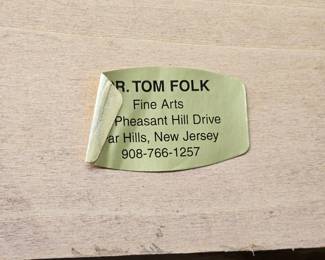 R. TOM FOLK
Fine Arts
Pheasant Hill Drive
ar Hills, New Jersey
908-766-1257